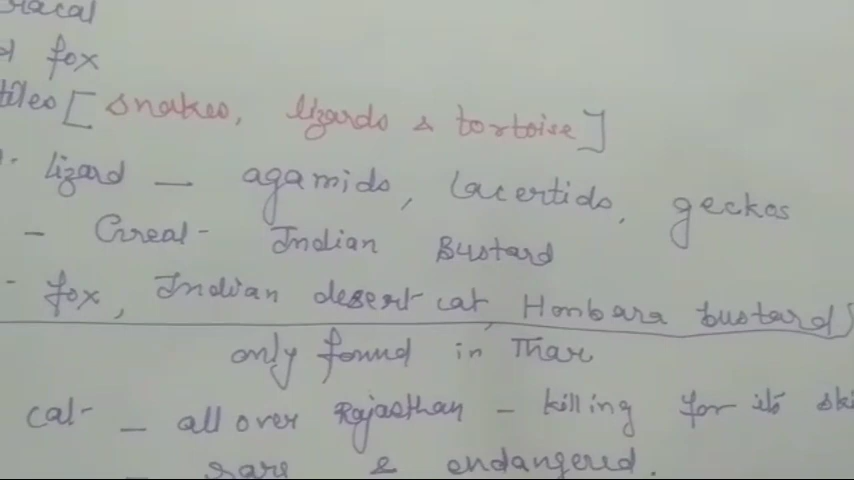 fox
[snakes, lizards & tortoise]
lizard — agamids, Lacertids, geckos
- Great- Indian Bustard
- fox, Indian desert cat, Honbara bustard
only found in Thar
cat - — all over Rajasthan - killing for its
— rare & endangered.